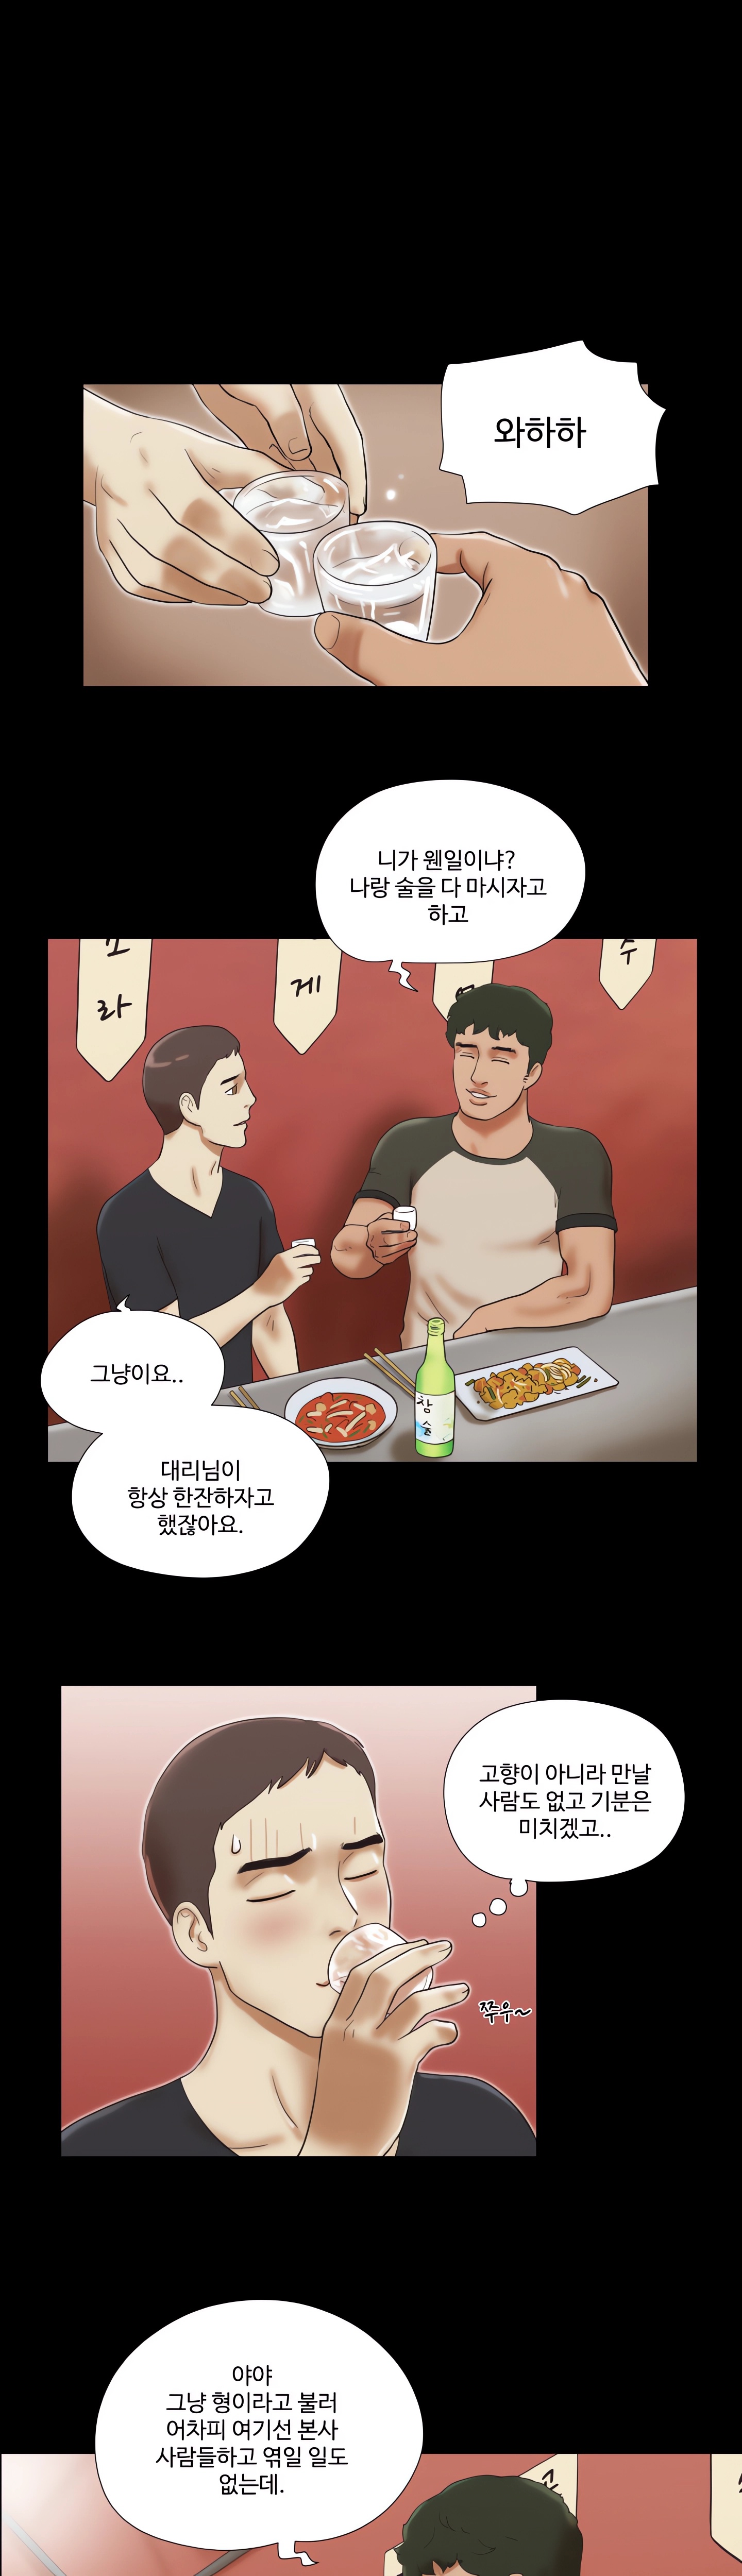 와하하
니가 웬일이냐?
나랑 술을 다 마시자고
하고
소
라
게
수
그냥이요..
참
슬
대리님이
항상 한잔하자고
했잖아요.
고향이 아니라 만날
사람도 없고 기분은
미치겠고..
쭈우~
야야
그냥 형이라고 불러
어차피 여기선 본사
사람들하고 엮일 일도
없는데.